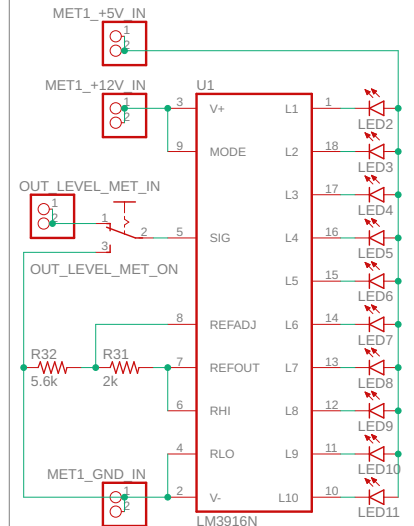 MET1_+5V_IN
1
2
MET1_+12V_IN
1
2
U1
3 V+ L1 1
LED2
9 MODE L2 18
LED3
L3 17
LED4
OUT_LEVEL_MET_IN
1
2
1
2
3
5 SIG L4 16
LED5
OUT_LEVEL_MET_ON
L5 15
LED6
8 REFADJ L6 14
LED7
R32
5.6k
R31
2k
7 REFOUT L7 13
LED8
6 RHI L8 12
LED9
4 RLO L9 11
LED10
MET1_GND_IN
1
2
2 V- L10 10
LED11
LM3916N